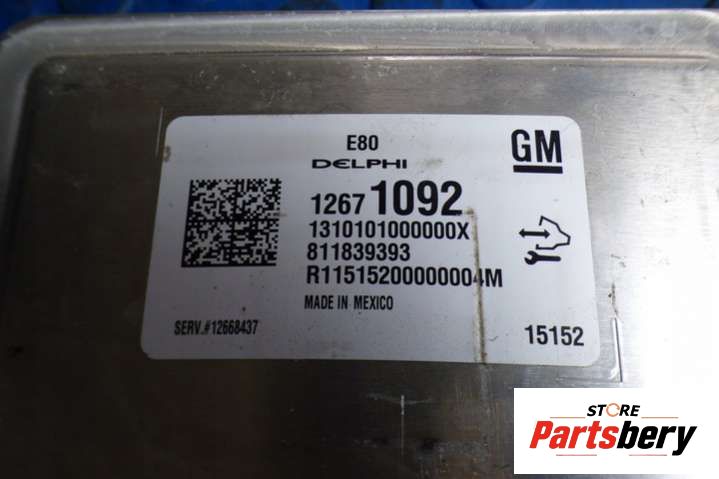 E80
DELPHI
GM
12671092
1310101000000X
811839393
R11515200000004M
MADE IN MEXICO
SERV.#12668437
15152
STORE
Partsbery